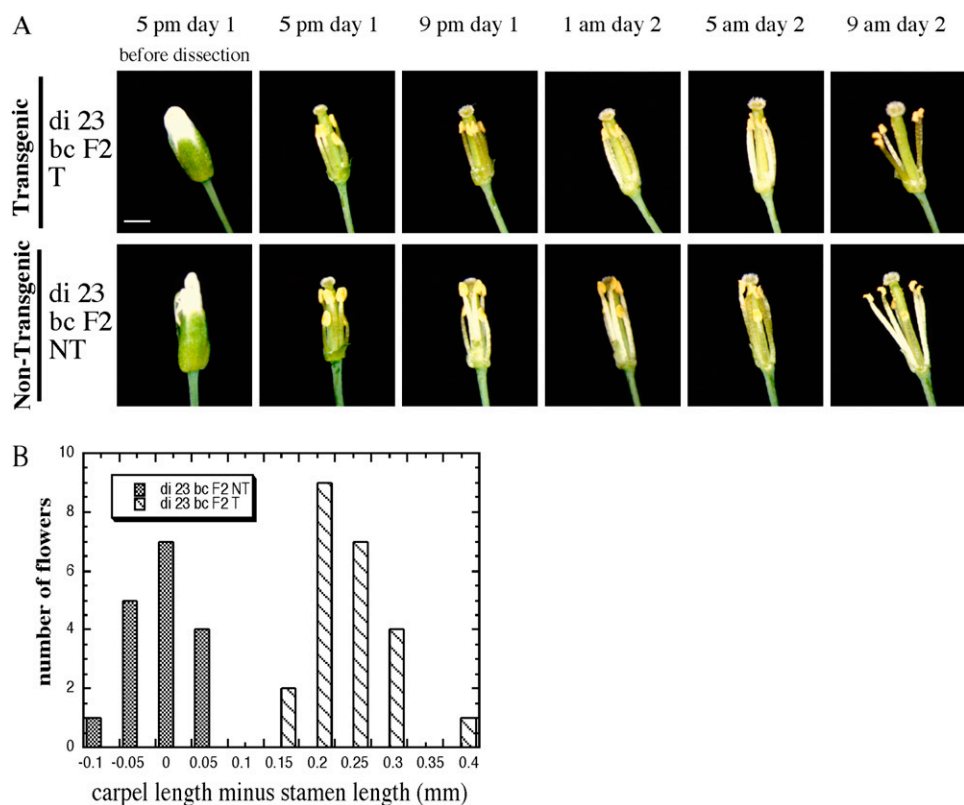 A
5 pm day 1 5 pm day 1 9 pm day 1 1 am day 2 5 am day 2 9 am day 2
before dissection
Transgenic
di 23
bc F2
T
Non-Transgenic
di 23
bc F2
NT
B
number of flowers
10
8
6
4
2
0
di 23 bc F2 NT
di 23 bc F2 T
-0.1 -0.05 0 0.05 0.1 0.15 0.2 0.25 0.3 0.35 0.4
carpel length minus stamen length (mm)